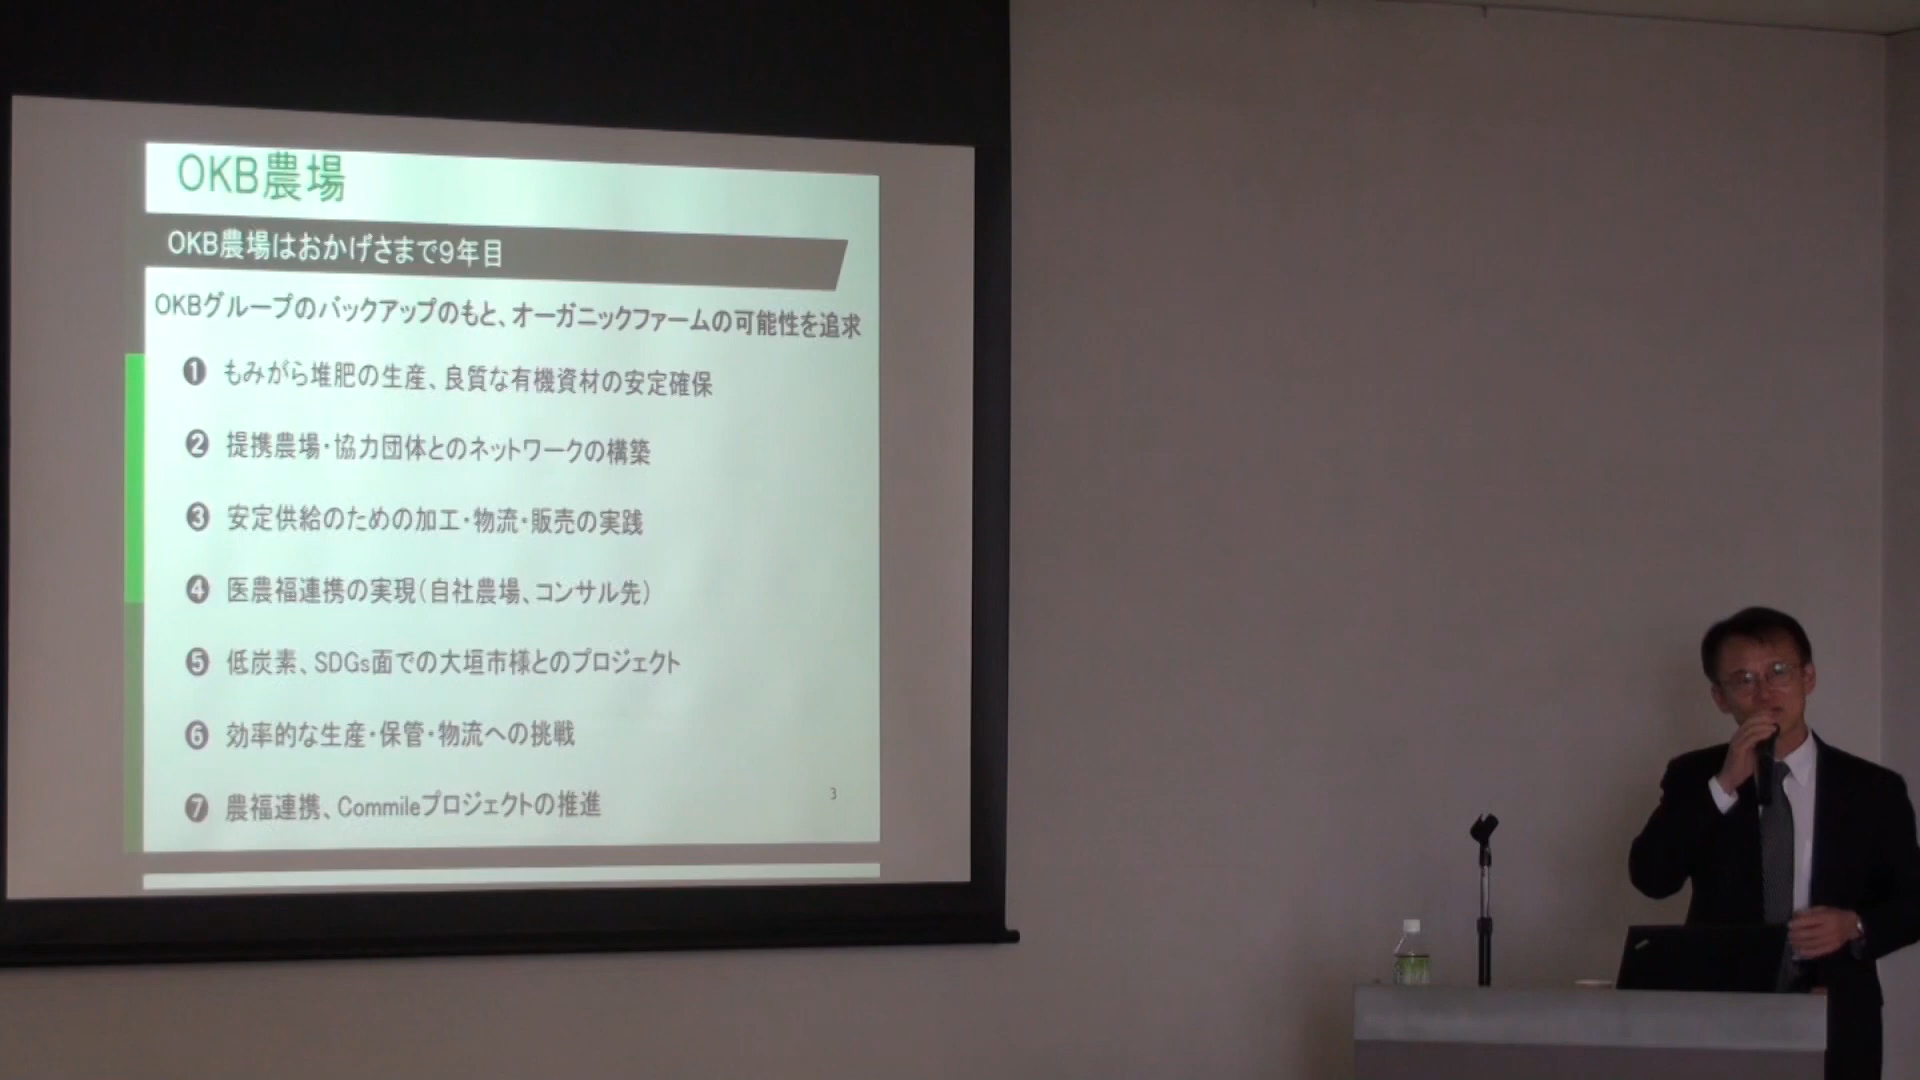 OKB農場
OKB農場はおかげさまで9年目
OKBグループのバックアップのもと、オーガニックファームの可能性を追求
❶ もみがら堆肥の生産、良質な有機資材の安定確保
❷ 提携農場・協力団体とのネットワークの構築
❸ 安定供給のための加工・物流・販売の実践
❹ 医農福連携の実現(自社農場、コンサル先)
❺ 低炭素、SDGs面での大垣市様とのプロジェクト
❻ 効率的な生産・保管・物流への挑戦
❼ 農福連携、Commileプロジェクトの推進
3